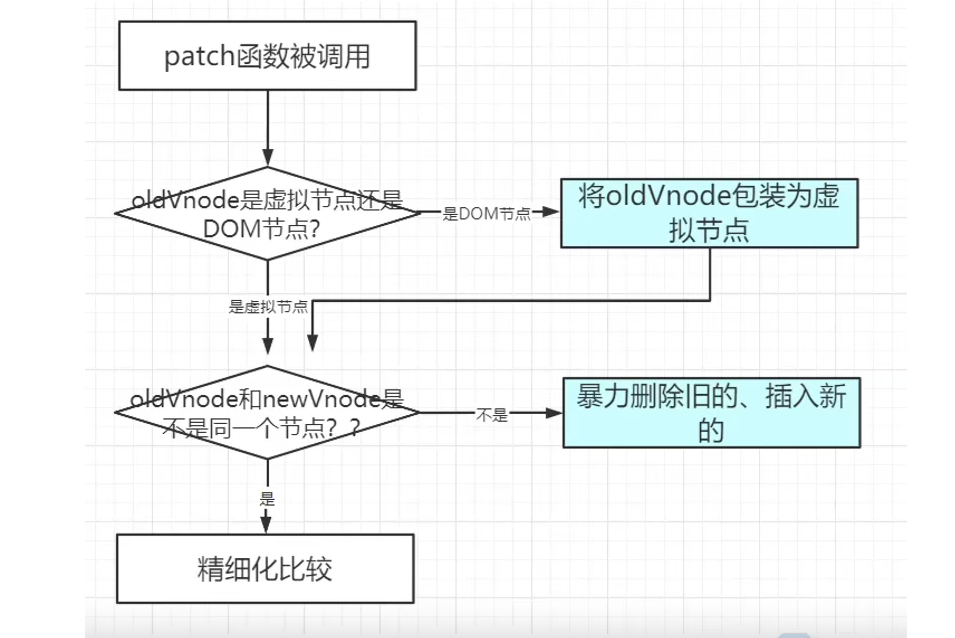 patch函数被调用
oldVnode是虚拟节点还是
DOM节点?
是DOM节点
将oldVnode包装为虚
拟节点
是虚拟节点
oldVnode和newVnode是
不是同一个节点？?
不是
暴力删除旧的、插入新
的
是
精细化比较